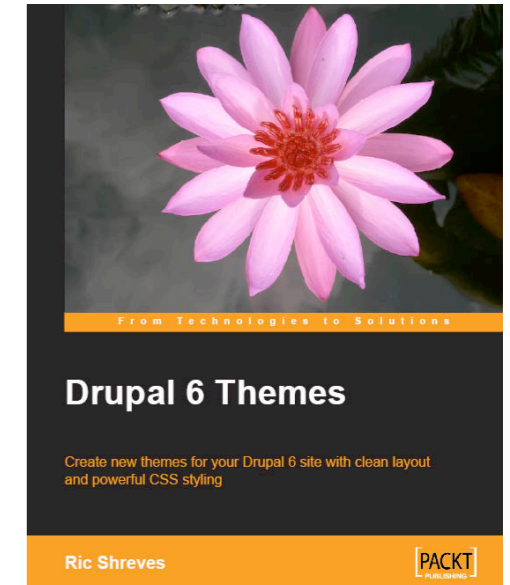 From Technologies to Solutions
Drupal 6 Themes
Create new themes for your Drupal 6 site with clean layout
and powerful CSS styling
Ric Shreves
PACKT
PUBLISHING